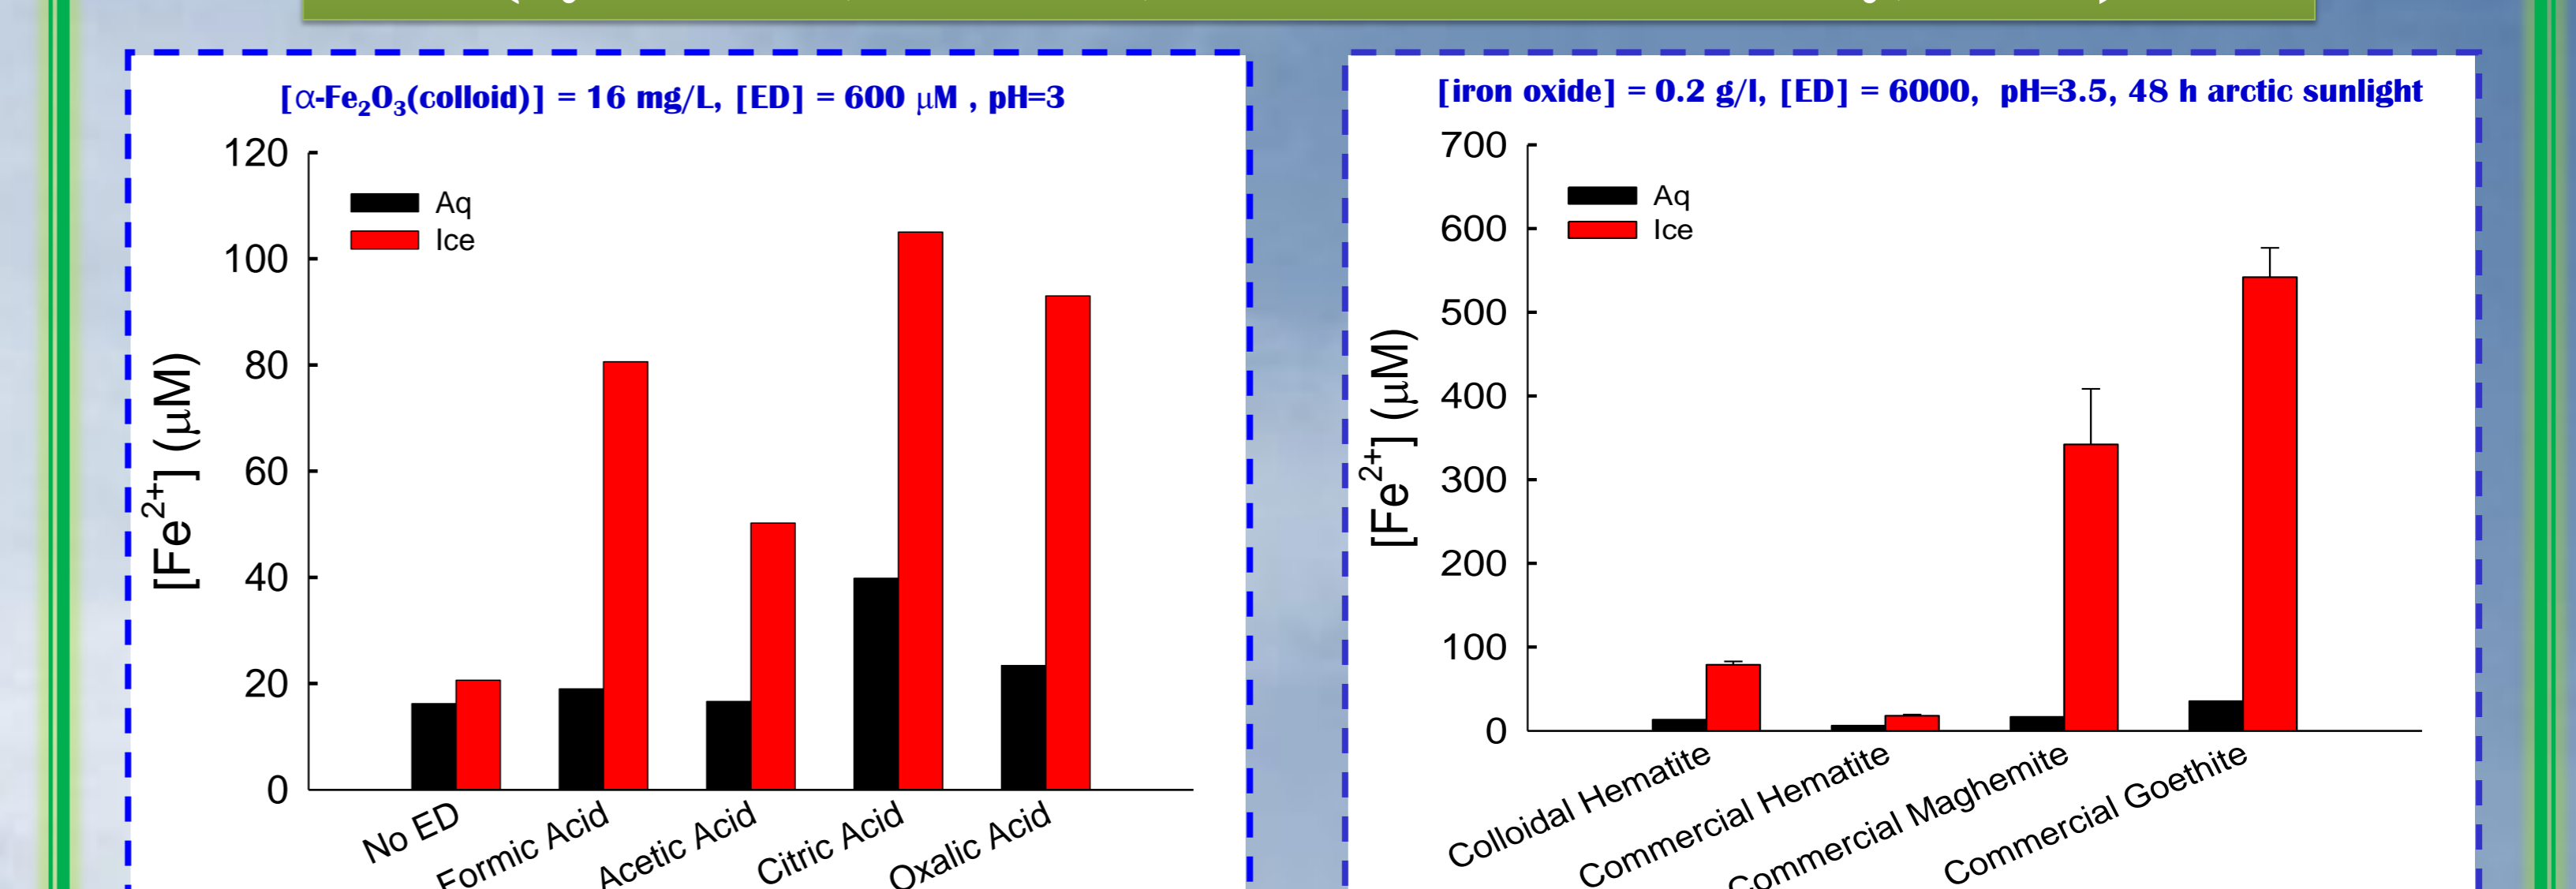 [α-Fe₂O₃(colloid)] = 16 mg/L, [ED] = 600 μM , pH=3
120
100
80
60
40
20
0
Aq
Ice
[Fe²⁺] (μM)
No ED
Formic Acid
Acetic Acid
Citric Acid
Oxalic Acid
[iron oxide] = 0.2 g/l, [ED] = 6000, pH=3.5, 48 h arctic sunlight
700
600
500
400
300
200
100
0
Aq
Ice
[Fe²⁺] (μM)
Colloidal Hematite
Commercial Hematite
Commercial Maghemite
Commercial Goethite